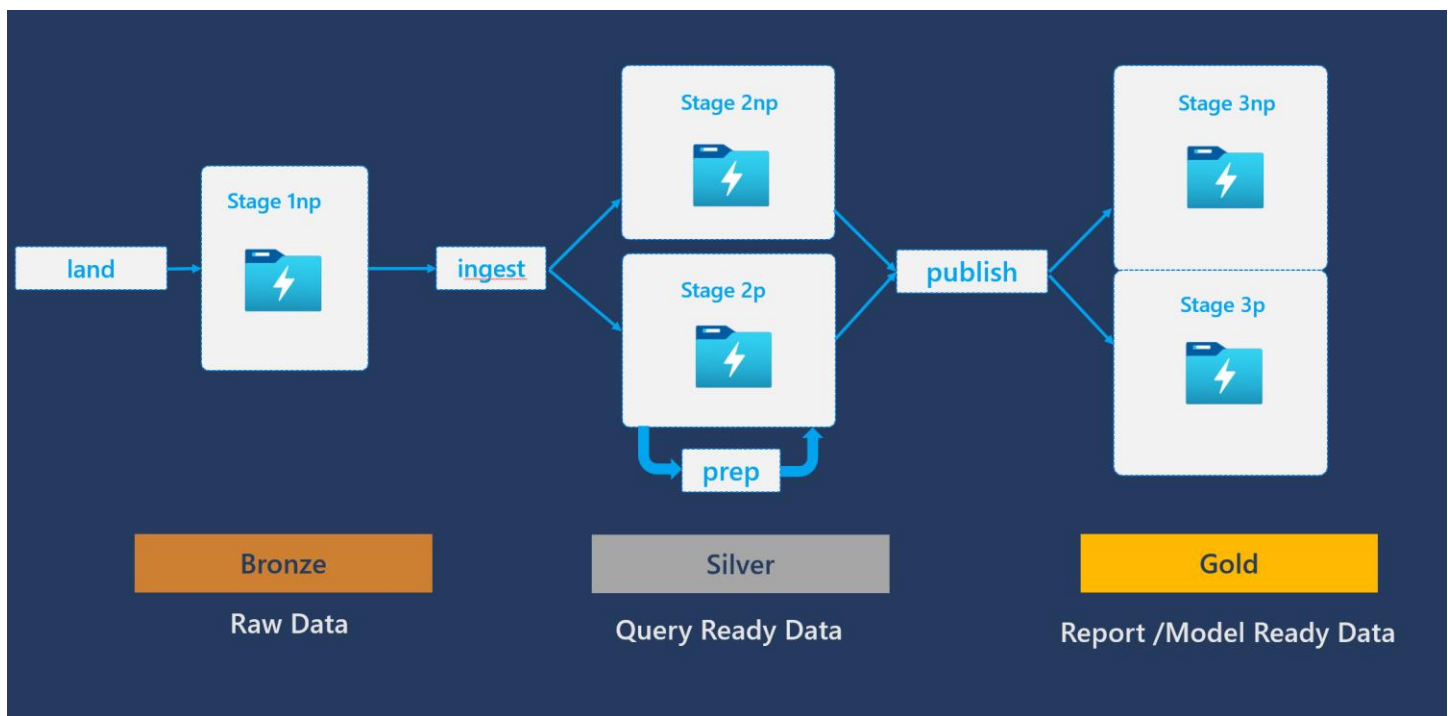 Stage 2np
Stage 3np
Stage 1np
land
ingest
publish
Stage 2p
Stage 3p
prep
Bronze
Silver
Gold
Raw Data
Query Ready Data
Report /Model Ready Data